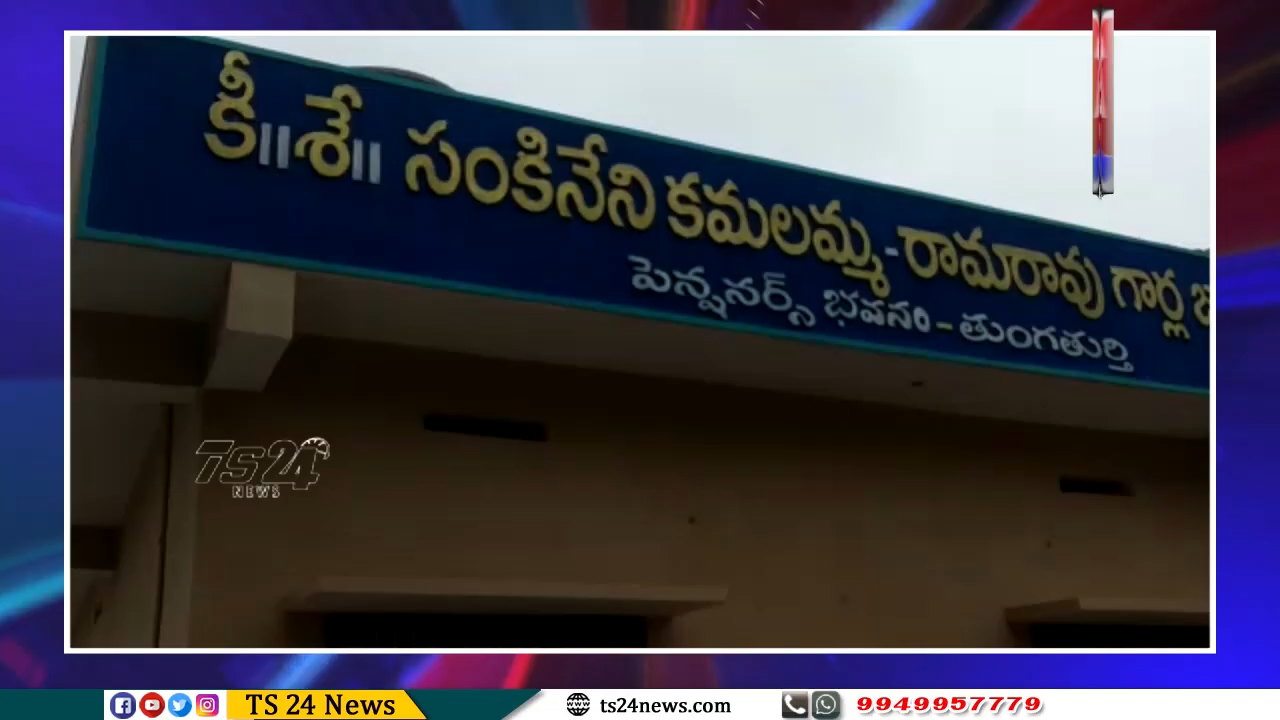 కీ॥శే॥ సంకినేని కమలమ్మ-రామారావు గార్ల
పెన్షనర్స్ భవనం - తుంగతుర్తి
TS24
NEWS
TS 24 News
ts24news.com
9949957779